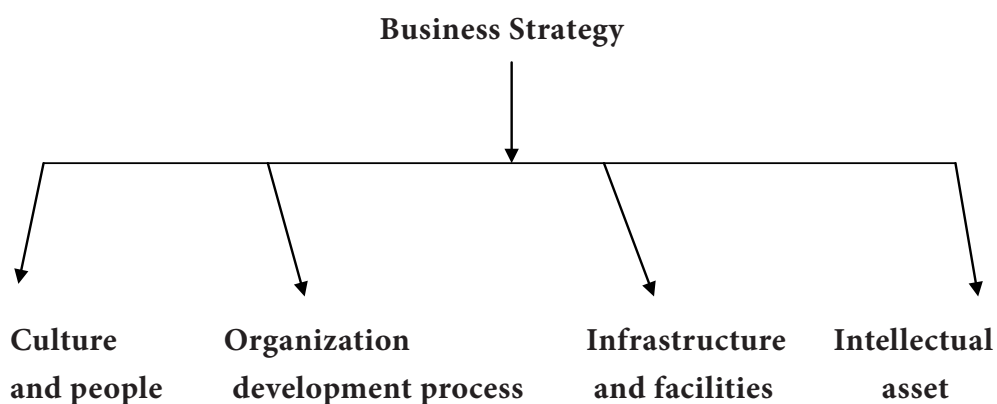 Business Strategy
Culture
and people
Organization
development process
Infrastructure
and facilities
Intellectual
asset